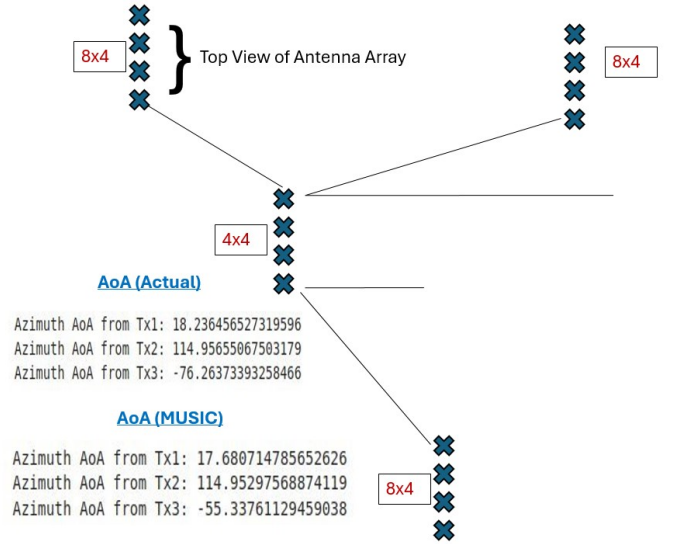 8x4
Top View of Antenna Array
8x4
4x4
AoA (Actual)
Azimuth AoA from Tx1: 18.236456527319596
Azimuth AoA from Tx2: 114.95655067503179
Azimuth AoA from Tx3: -76.26373393258466
AoA (MUSIC)
Azimuth AoA from Tx1: 17.680714785652626
Azimuth AoA from Tx2: 114.95297568874119
Azimuth AoA from Tx3: -55.33761129459038
8x4